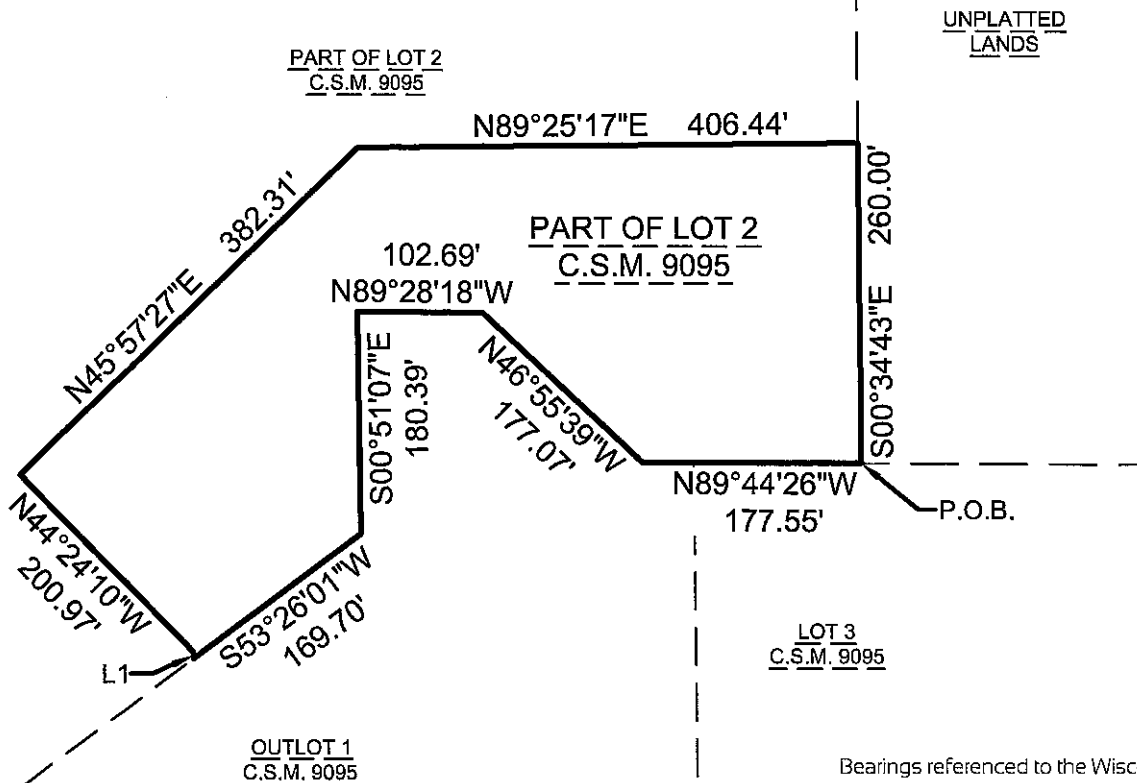 UNPLATTED
LANDS
PART OF LOT 2
C.S.M. 9095
N89°25'17"E 406.44'
382.31'
N45°57'27"E
260.00'
S00°34'43"E
PART OF LOT 2
C.S.M. 9095
102.69'
N89°28'18"W
N46°55'39"W
177.07'
S00°51'07"E
180.39'
N89°44'26"W
177.55'
P.O.B.
N44°24'10"W
200.97'
S53°26'01"W
169.70'
L1
LOT 3
C.S.M. 9095
OUTLOT 1
C.S.M. 9095
Bearings referenced to the Wisc